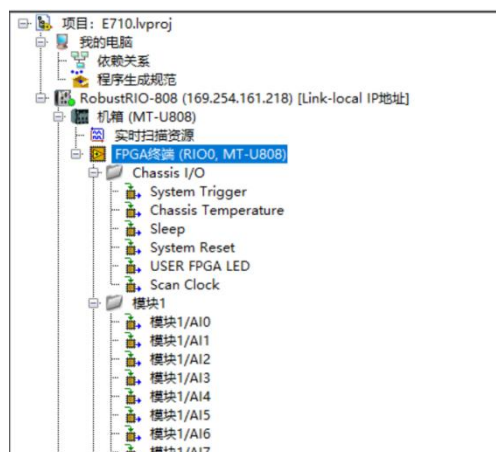 项目: E710.lvproj
我的电脑
依赖关系
程序生成规范
RobustRIO-808 (169.254.161.218) [Link-local IP地址]
机箱 (MT-U808)
实时扫描资源
FPGA终端 (RIO0, MT-U808)
Chassis I/O
System Trigger
Chassis Temperature
Sleep
System Reset
USER FPGA LED
Scan Clock
模块1
模块1/AI0
模块1/AI1
模块1/AI2
模块1/AI3
模块1/AI4
模块1/AI5
模块1/AI6
模块1/AI7